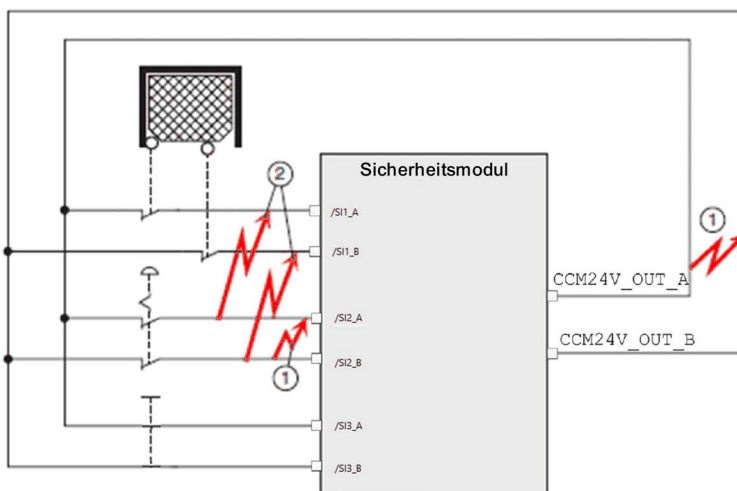 Sicherheitsmodul
②
/SI1_A
①
/SI1_B
CCM24V_OUT_A
/SI2_A
CCM24V_OUT_B
/SI2_B
①
/SI3_A
/SI3_B